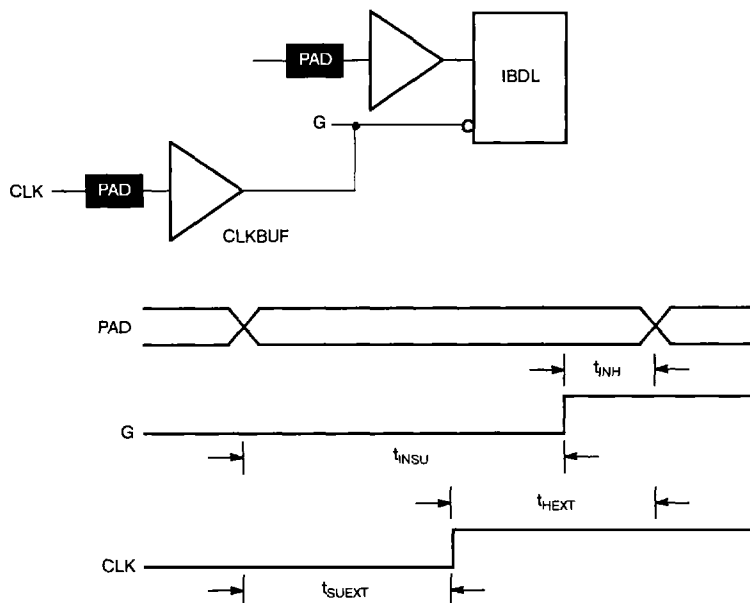 PAD
IBDL
G
CLK
PAD
CLKBUF
PAD
tINH
G
tINSU
tHEXT
CLK
tSUEXT